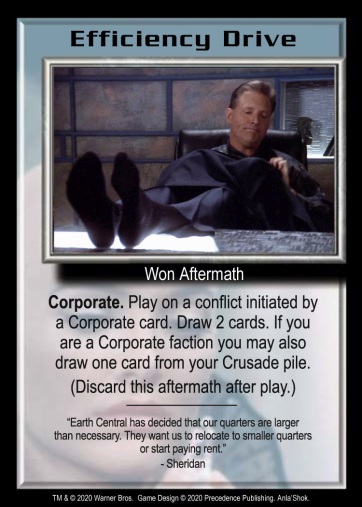 Efficiency Drive
Won Aftermath
Corporate. Play on a conflict initiated by
a Corporate card. Draw 2 cards. If you
are a Corporate faction you may also
draw one card from your Crusade pile.
(Discard this aftermath after play.)
"Earth Central has decided that our quarters are larger
than necessary. They want us to relocate to smaller quarters
or start paying rent."
- Sheridan
TM & © 2020 Warner Bros. Game Design © 2020 Precedence Publishing. Anla'Shok.